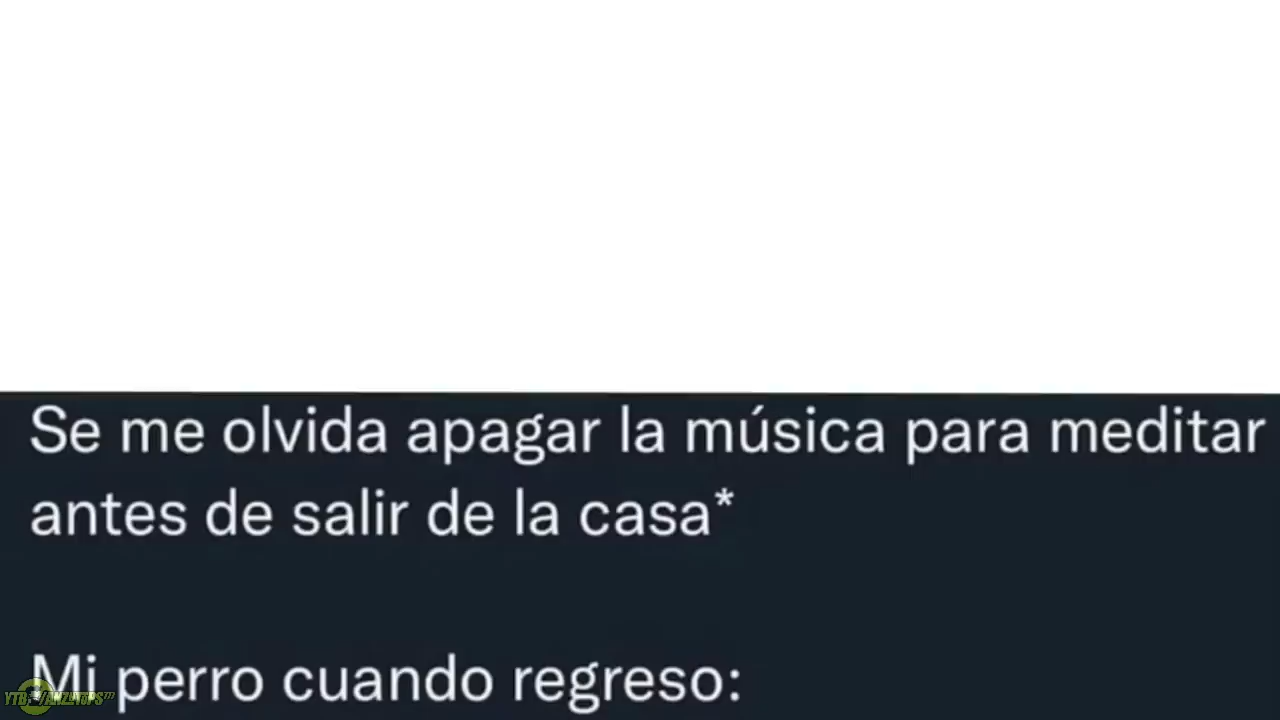 Se me olvida apagar la música para meditar
antes de salir de la casa*
Mi perro cuando regreso: